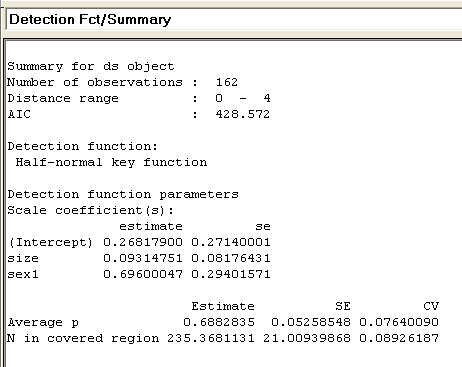 Detection Fct/Summary
Summary for ds object
Number of observations : 162
Distance range : 0 - 4
AIC : 428.572
Detection function:
Half-normal key function
Detection function parameters
Scale coefficient(s):
estimate se
(Intercept) 0.26817900 0.27140001
size 0.09314751 0.08176431
sex1 0.69600047 0.29401571
Estimate SE CV
Average p 0.6882835 0.05258548 0.07640090
N in covered region 235.3681131 21.00939868 0.08926187